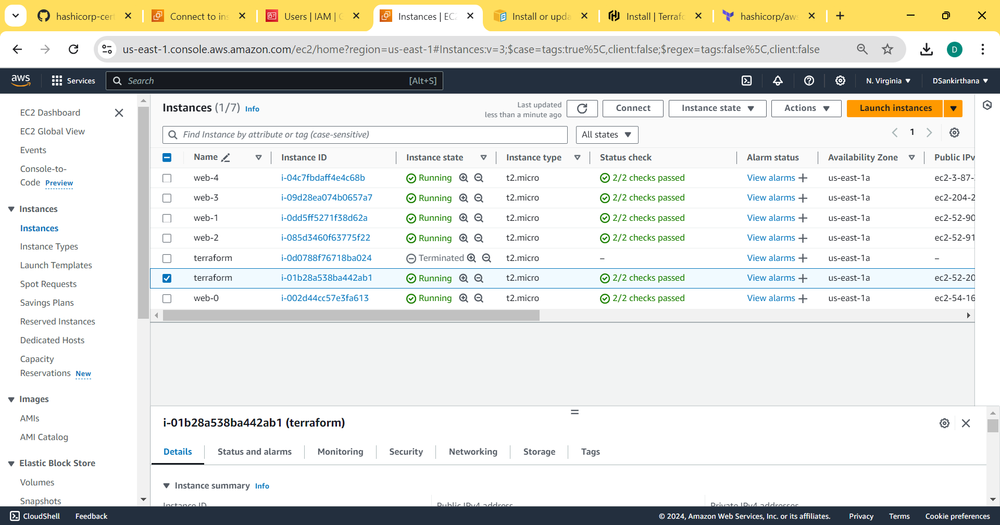 hashicorp-cert
Connect to ins
Users | IAM | G
Instances | EC2
Install or upda
Install | Terrafo
hashicorp/aws
us-east-1.console.aws.amazon.com/ec2/home?region=us-east-1#Instances:v=3;$case=tags:true%5C,client:false;$regex=tags:false%5C,client:false
D
aws
Services
Search
[Alt+S]
N. Virginia
DSankirthana
EC2 Dashboard
EC2 Global View
Events
Console-to-
Code Preview
Instances
Instances
Instance Types
Launch Templates
Spot Requests
Savings Plans
Reserved Instances
Dedicated Hosts
Capacity
Reservations New
Images
AMIs
AMI Catalog
Elastic Block Store
Volumes
Snapshots
Instances (1/7) Info
Last updated
less than a minute ago
Connect
Instance state
Actions
Launch instances
Find Instance by attribute or tag (case-sensitive)
All states
1
Name Instance ID Instance state Instance type Status check Alarm status Availability Zone Public IPv
web-4 i-04c7fbdaff4e4c68b Running t2.micro 2/2 checks passed View alarms us-east-1a ec2-3-87-
web-3 i-09d28ea074b0657a7 Running t2.micro 2/2 checks passed View alarms us-east-1a ec2-204-2
web-1 i-0dd5ff5271f38d62a Running t2.micro 2/2 checks passed View alarms us-east-1a ec2-52-90
web-2 i-085d3460f63775f22 Running t2.micro 2/2 checks passed View alarms us-east-1a ec2-52-91
terraform i-0d0788f76718ba024 Terminated t2.micro – View alarms us-east-1a –
terraform i-01b28a538ba442ab1 Running t2.micro 2/2 checks passed View alarms us-east-1a ec2-52-20
web-0 i-002d44cc57e3fa613 Running t2.micro 2/2 checks passed View alarms us-east-1a ec2-54-16
i-01b28a538ba442ab1 (terraform)
Details Status and alarms Monitoring Security Networking Storage Tags
Instance summary Info
Instance ID Public IPv4 address Private IPv4 addresses
CloudShell Feedback © 2024, Amazon Web Services, Inc. or its affiliates. Privacy Terms Cookie preferences